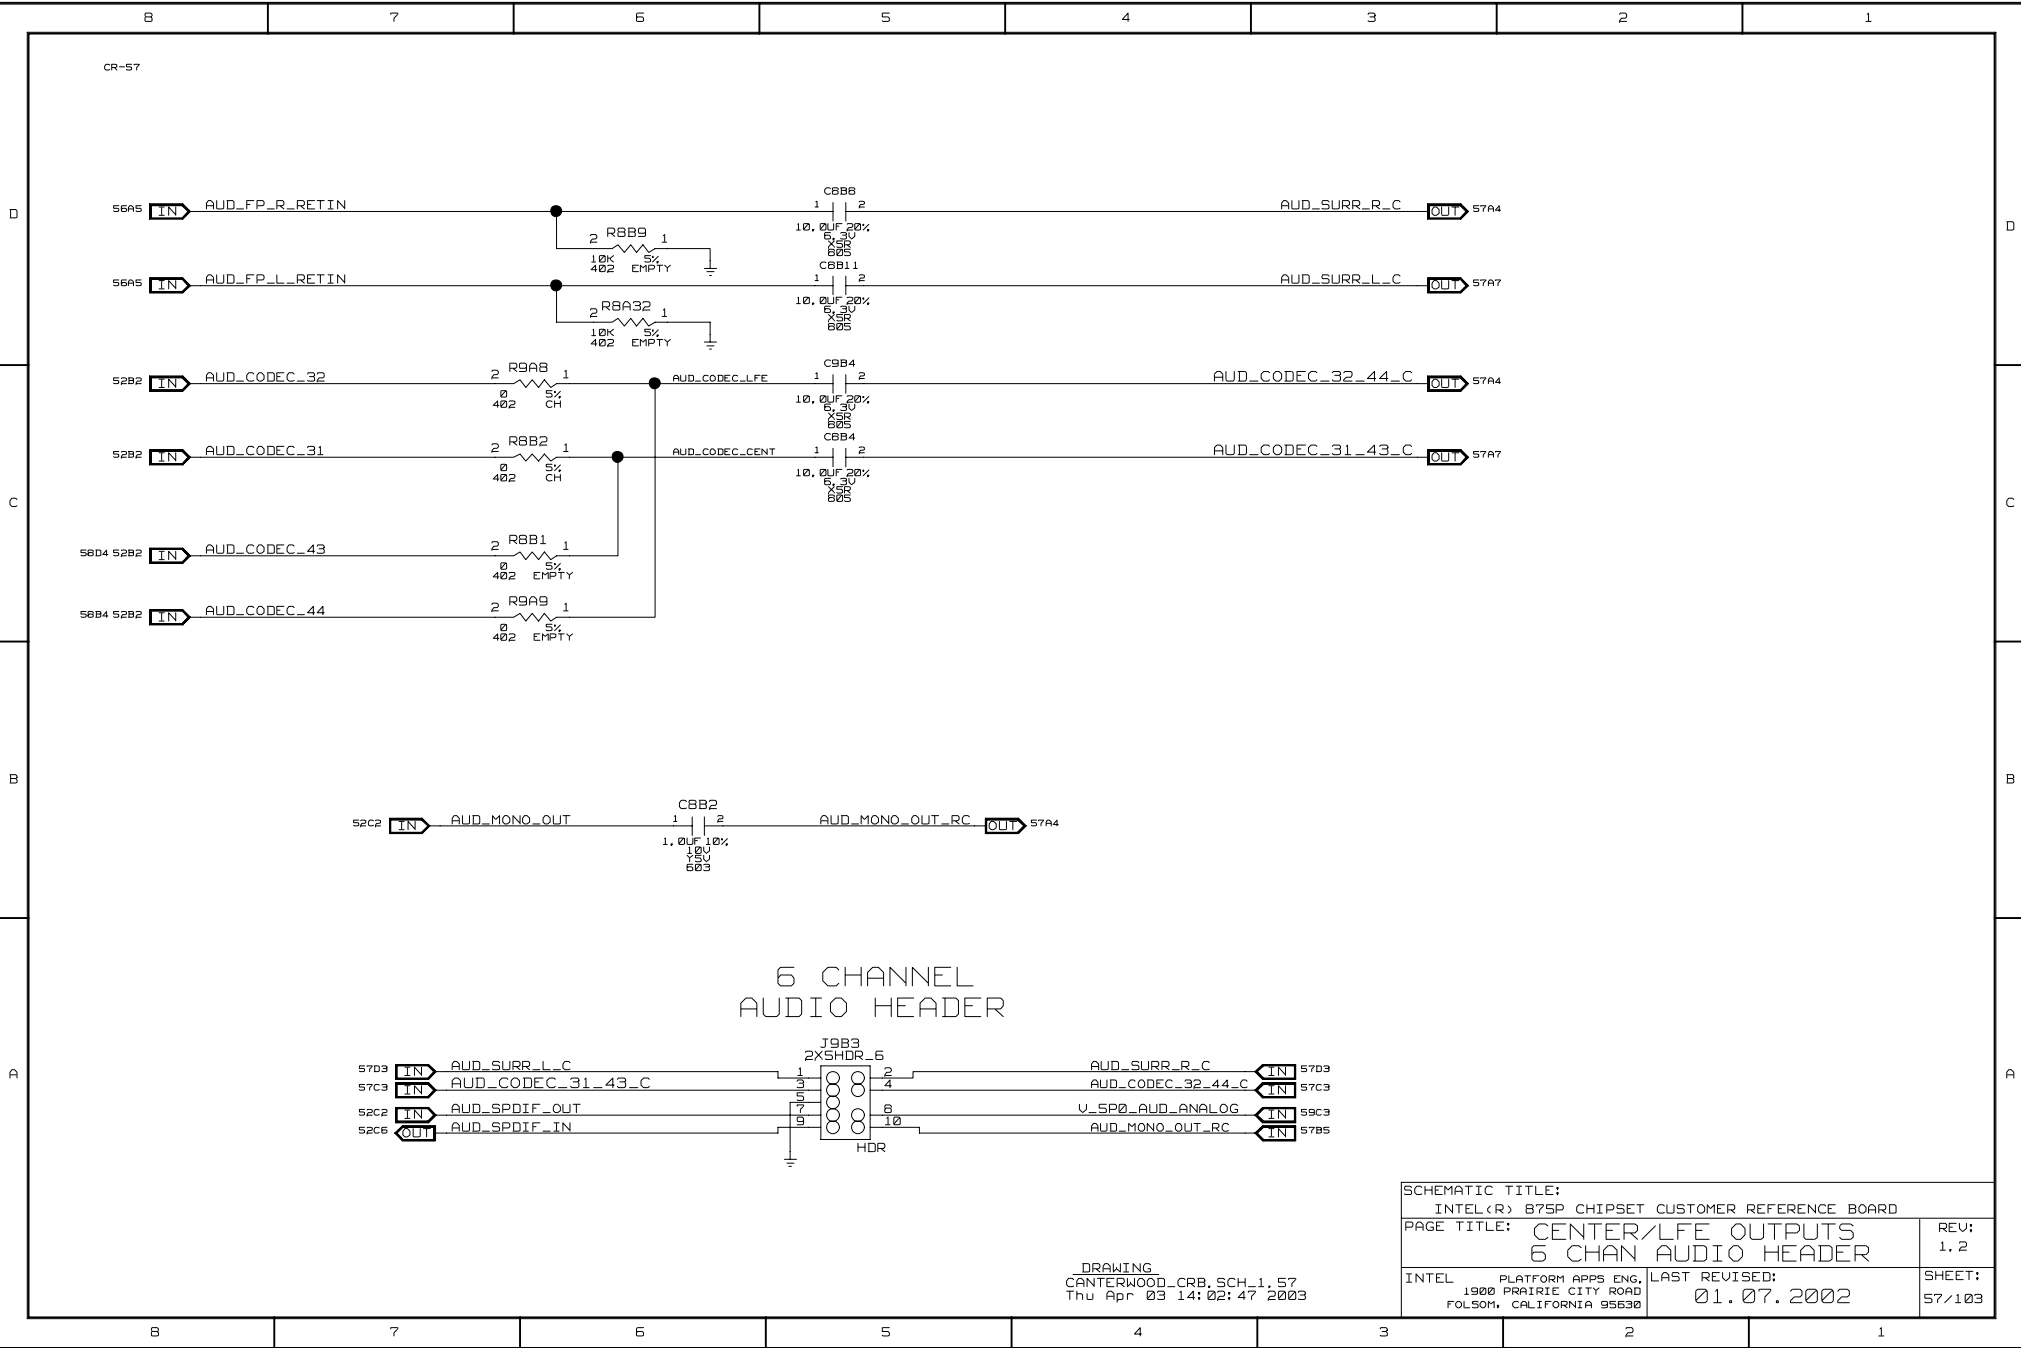 8 7 6 5 4 3 2 1
CR-57
D
D
56A5 IN AUD_FP_R_RETIN
C8B8
1 2
10.0UF 20%
6.3V
X5R
805
AUD_SURR_R_C OUT 57A4
R8B9
2 1
10K 5%
402 EMPTY
56A5 IN AUD_FP_L_RETIN
C8B11
1 2
10.0UF 20%
6.3V
X5R
805
AUD_SURR_L_C OUT 57A7
R8A32
2 1
10K 5%
402 EMPTY
52B2 IN AUD_CODEC_32
R9A8
2 1
0 5%
402 CH
AUD_CODEC_LFE
C9B4
1 2
10.0UF 20%
6.3V
X5R
805
AUD_CODEC_32_44_C OUT 57A4
52B2 IN AUD_CODEC_31
R8B2
2 1
0 5%
402 CH
AUD_CODEC_CENT
C8B4
1 2
10.0UF 20%
6.3V
X5R
805
AUD_CODEC_31_43_C OUT 57A7
C
C
58D4 52B2 IN AUD_CODEC_43
R8B1
2 1
0 5%
402 EMPTY
58B4 52B2 IN AUD_CODEC_44
R9A9
2 1
0 5%
402 EMPTY
B
B
52C2 IN AUD_MONO_OUT
C8B2
1 2
1.0UF 10%
10V
Y5V
603
AUD_MONO_OUT_RC OUT 57A4
6 CHANNEL
AUDIO HEADER
J9B3
2X5HDR_6
A
A
57D3 IN AUD_SURR_L_C 1 2 AUD_SURR_R_C IN 57D3
57C3 IN AUD_CODEC_31_43_C 3 4 AUD_CODEC_32_44_C IN 57C3
5
52C2 IN AUD_SPDIF_OUT 7 8 V_5P0_AUD_ANALOG IN 59C3
52C6 OUT AUD_SPDIF_IN 9 10 AUD_MONO_OUT_RC IN 57B5
HDR
SCHEMATIC TITLE:
INTEL(R) 875P CHIPSET CUSTOMER REFERENCE BOARD
PAGE TITLE: CENTER/LFE OUTPUTS
6 CHAN AUDIO HEADER
REV:
1.2
DRAWING
CANTERWOOD_CRB.SCH_1.57
Thu Apr 03 14:02:47 2003
INTEL PLATFORM APPS ENG.
1900 PRAIRIE CITY ROAD
FOLSOM, CALIFORNIA 95630
LAST REVISED:
01.07.2002
SHEET:
57/103
8 7 6 5 4 3 2 1